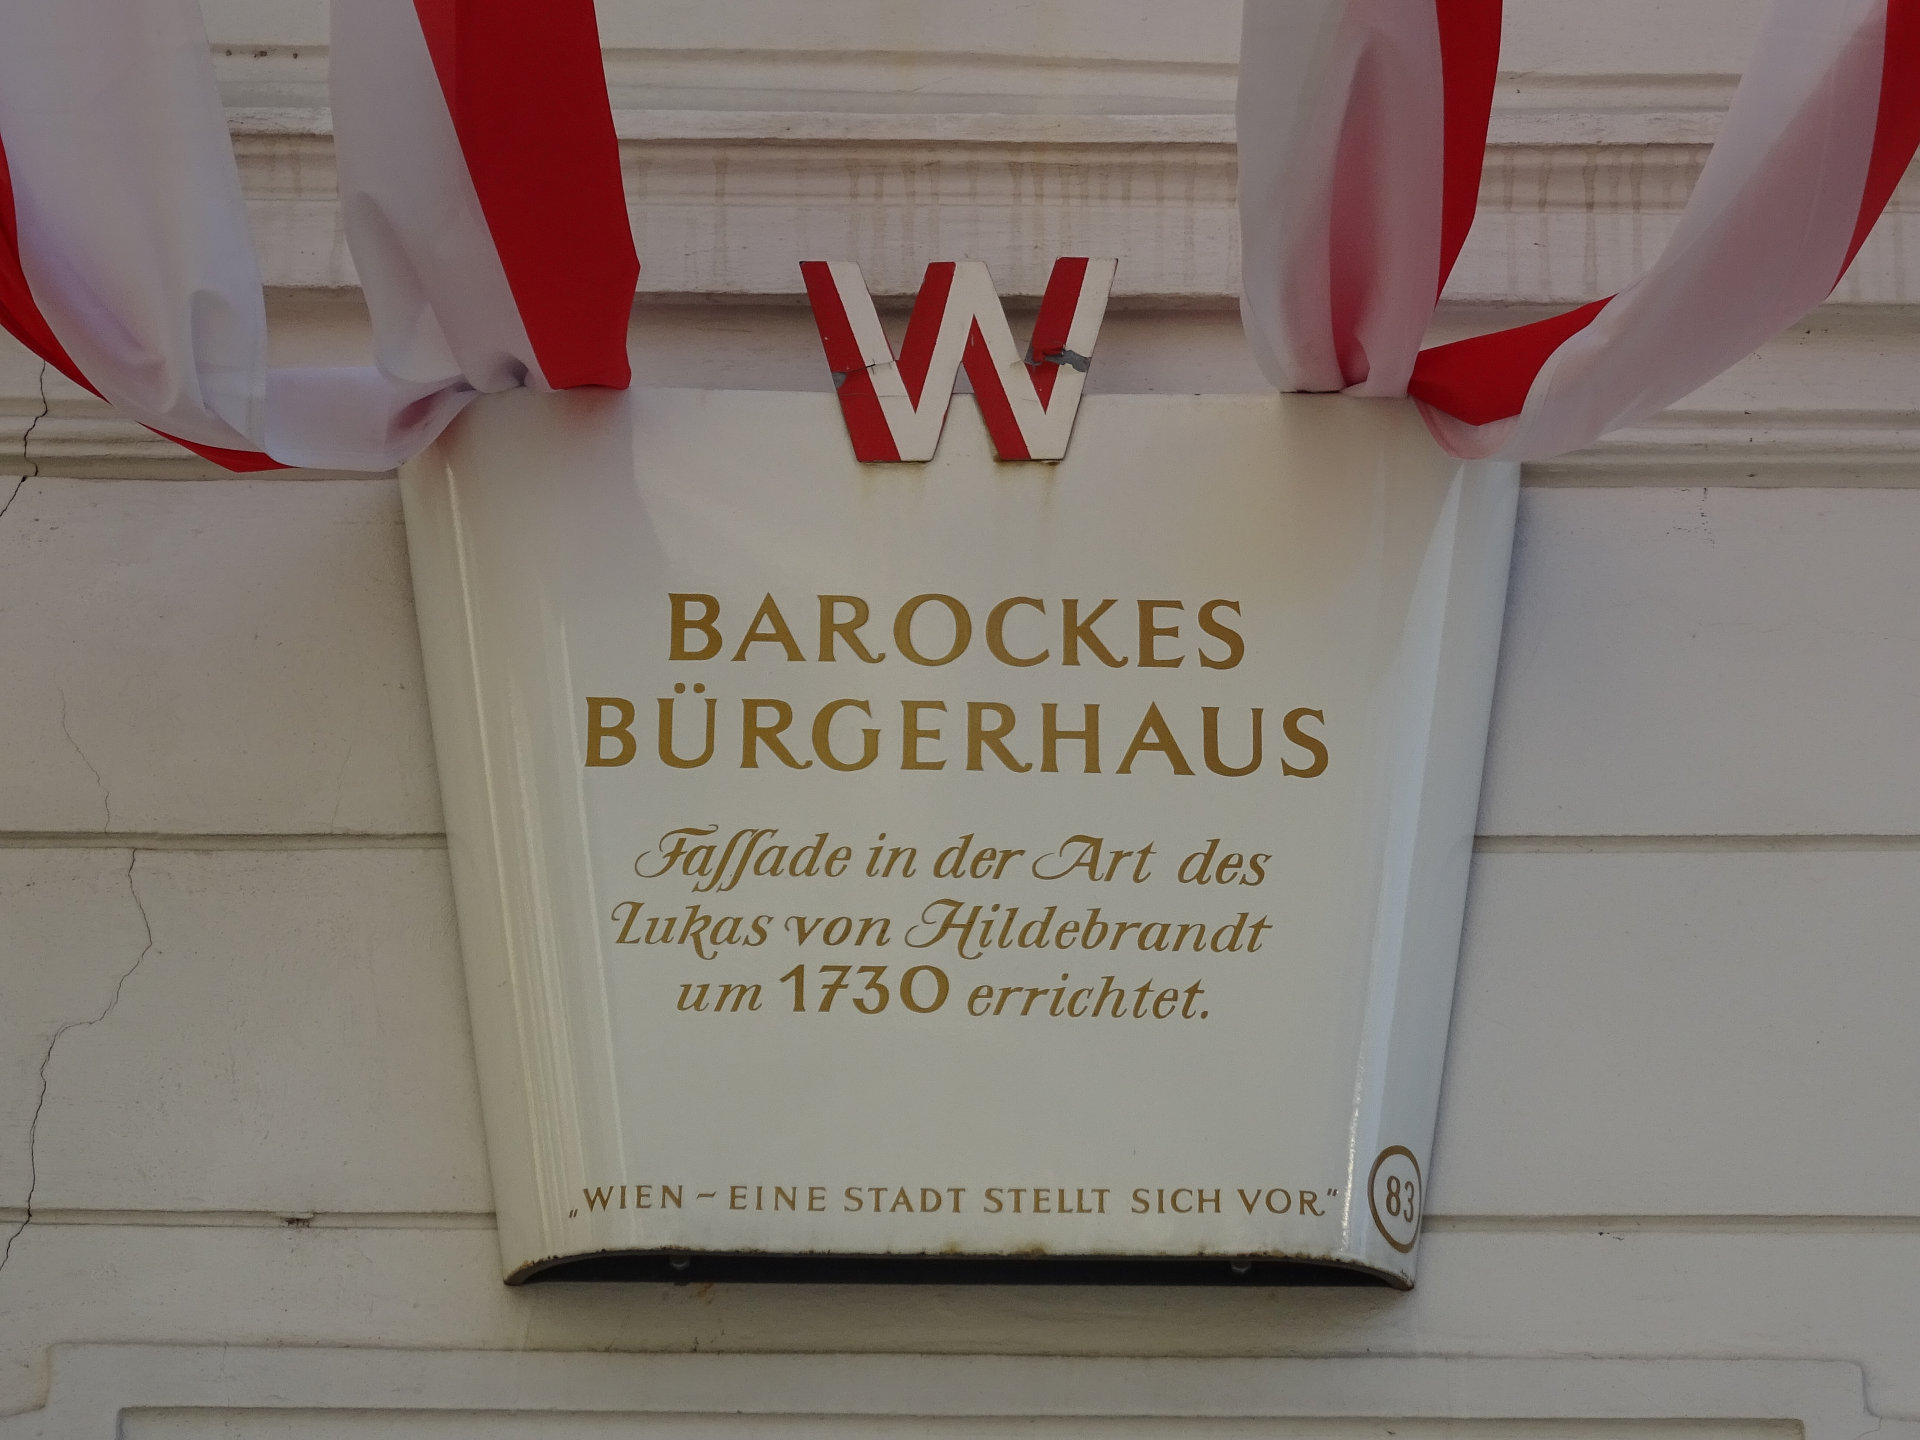 W
BAROCKES
BÜRGERHAUS
Faſſade in der Art des
Lukas von Hildebrandt
um 1730 errichtet.
„WIEN ~ EINE STADT STELLT SICH VOR“ 83